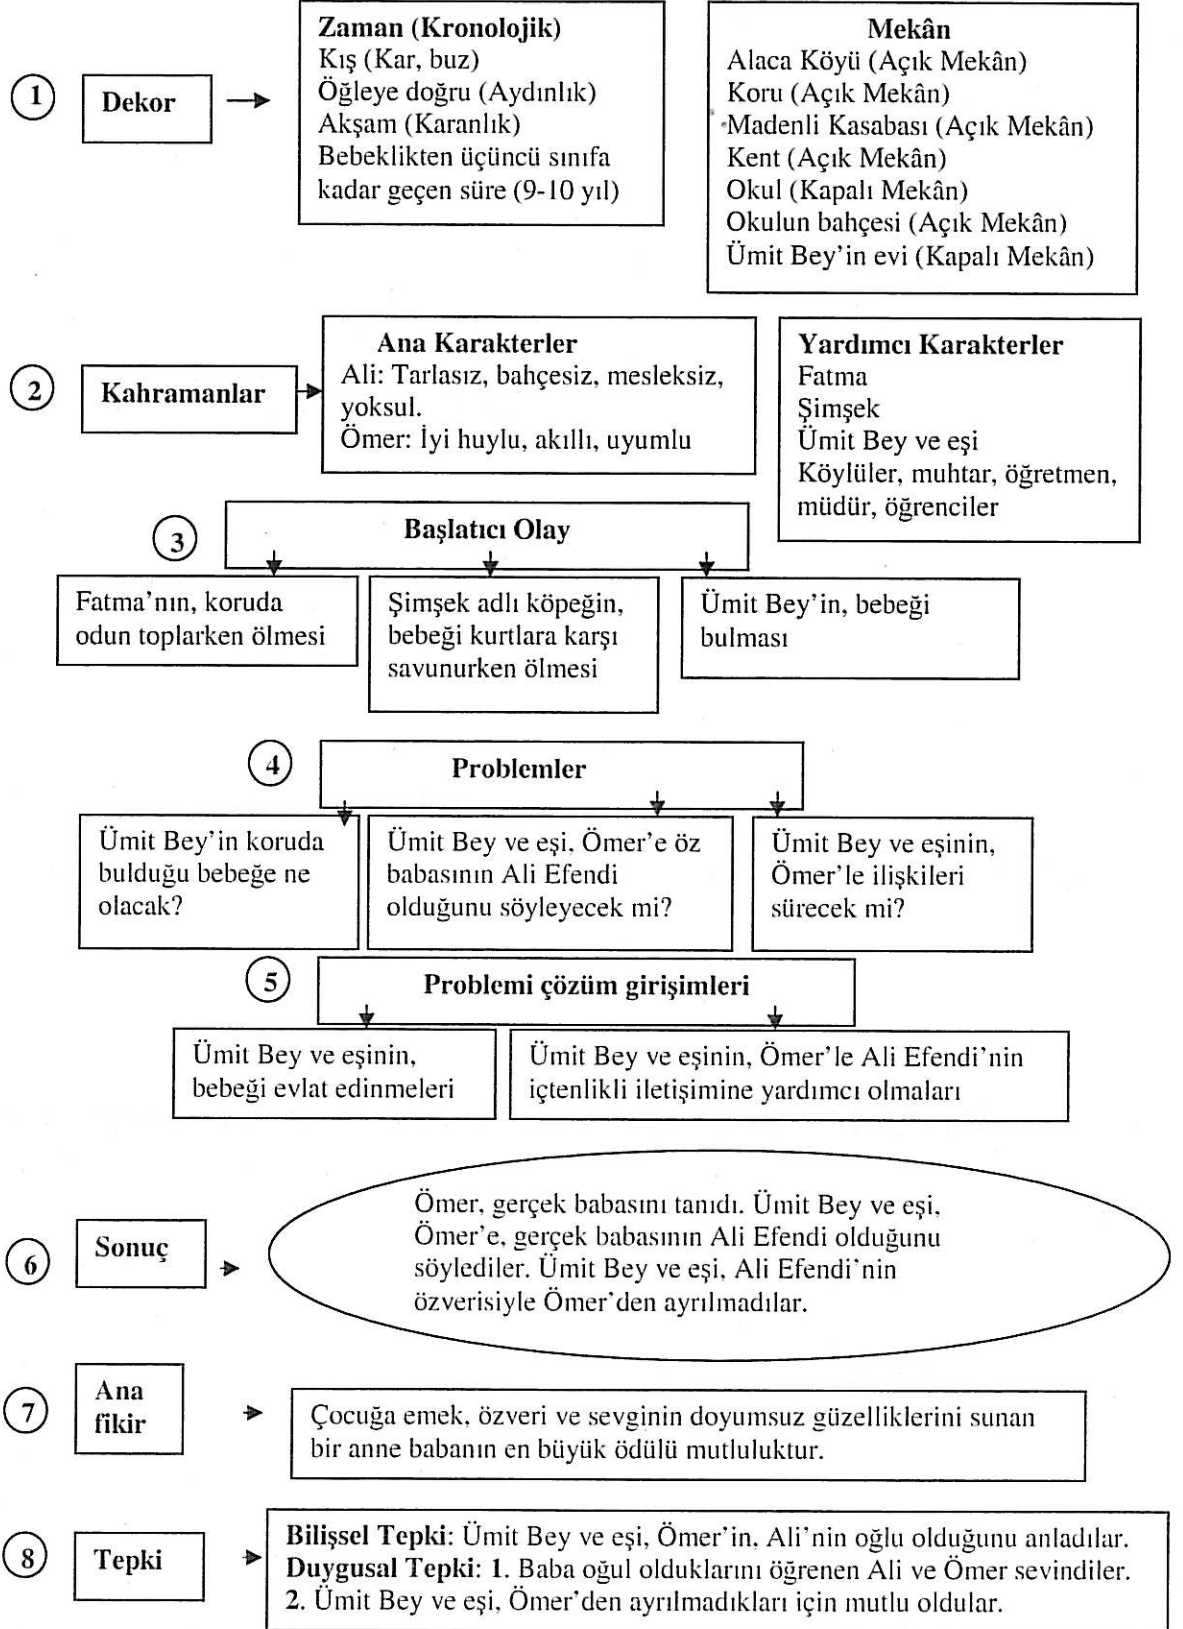 1
Dekor
Zaman (Kronolojik)
Kış (Kar, buz)
Öğleye doğru (Aydınlık)
Akşam (Karanlık)
Bebeklikten üçüncü sınıfa
kadar geçen süre (9-10 yıl)
Mekân
Alaca Köyü (Açık Mekân)
Koru (Açık Mekân)
Madenli Kasabası (Açık Mekân)
Kent (Açık Mekân)
Okul (Kapalı Mekân)
Okulun bahçesi (Açık Mekân)
Ümit Bey'in evi (Kapalı Mekân)
2
Kahramanlar
Ana Karakterler
Ali: Tarlasız, bahçesiz, mesleksiz,
yoksul.
Ömer: İyi huylu, akıllı, uyumlu
Yardımcı Karakterler
Fatma
Şimşek
Ümit Bey ve eşi
Köylüler, muhtar, öğretmen,
müdür, öğrenciler
3
Başlatıcı Olay
Fatma'nın, koruda
odun toplarken ölmesi
Şimşek adlı köpeğin,
bebeği kurtlara karşı
savunurken ölmesi
Ümit Bey'in, bebeği
bulması
4
Problemler
Ümit Bey'in koruda
bulduğu bebeğe ne
olacak?
Ümit Bey ve eşi, Ömer'e öz
babasının Ali Efendi
olduğunu söyleyecek mi?
Ümit Bey ve eşinin,
Ömer'le ilişkileri
sürecek mi?
5
Problemi çözüm girişimleri
Ümit Bey ve eşinin,
bebeği evlat edinmeleri
Ümit Bey ve eşinin, Ömer'le Ali Efendi'nin
içtenlikli iletişimine yardımcı olmaları
6
Sonuç
Ömer, gerçek babasını tanıdı. Ümit Bey ve eşi,
Ömer'e, gerçek babasının Ali Efendi olduğunu
söylediler. Ümit Bey ve eşi, Ali Efendi'nin
özverisiyle Ömer'den ayrılmadılar.
7
Ana
fikir
Çocuğa emek, özveri ve sevginin doyumsuz güzelliklerini sunan
bir anne babanın en büyük ödülü mutluluktur.
8
Tepki
Bilişsel Tepki: Ümit Bey ve eşi, Ömer'in, Ali'nin oğlu olduğunu anladılar.
Duygusal Tepki: 1. Baba oğul olduklarını öğrenen Ali ve Ömer sevindiler.
2. Ümit Bey ve eşi, Ömer'den ayrılmadıkları için mutlu oldular.